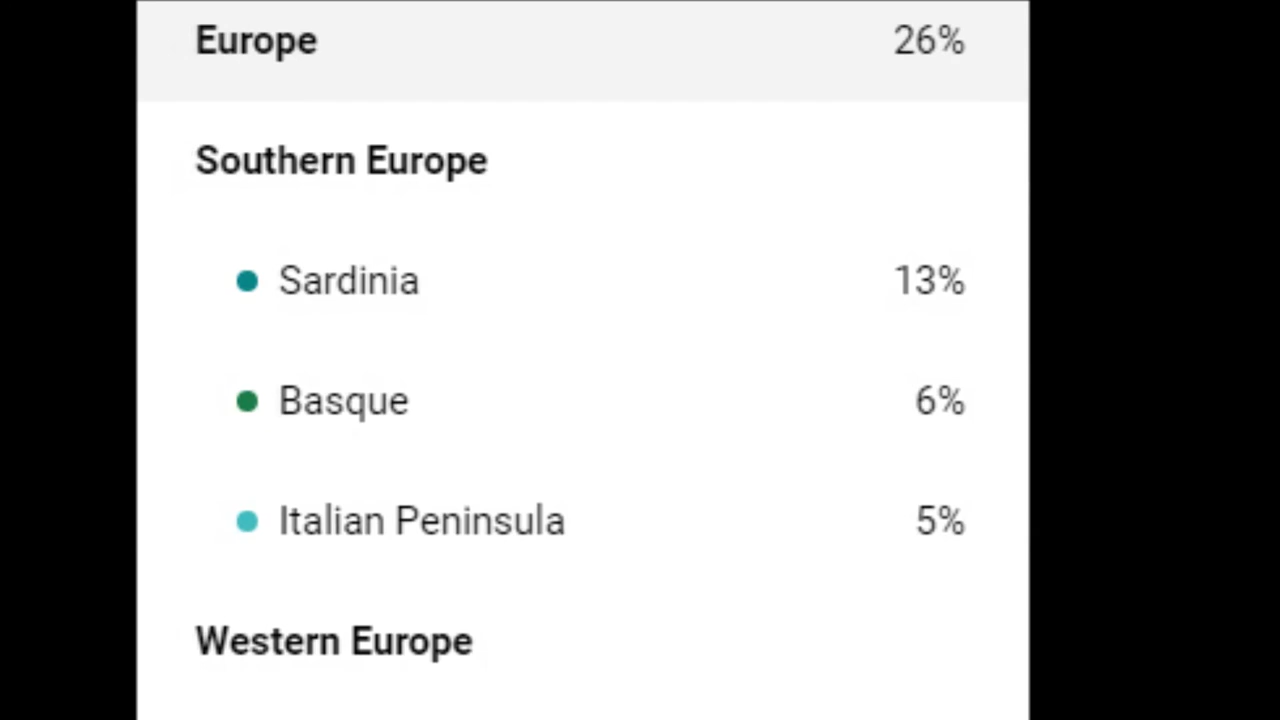 Europe 26%
Southern Europe
Sardinia 13%
Basque 6%
Italian Peninsula 5%
Western Europe